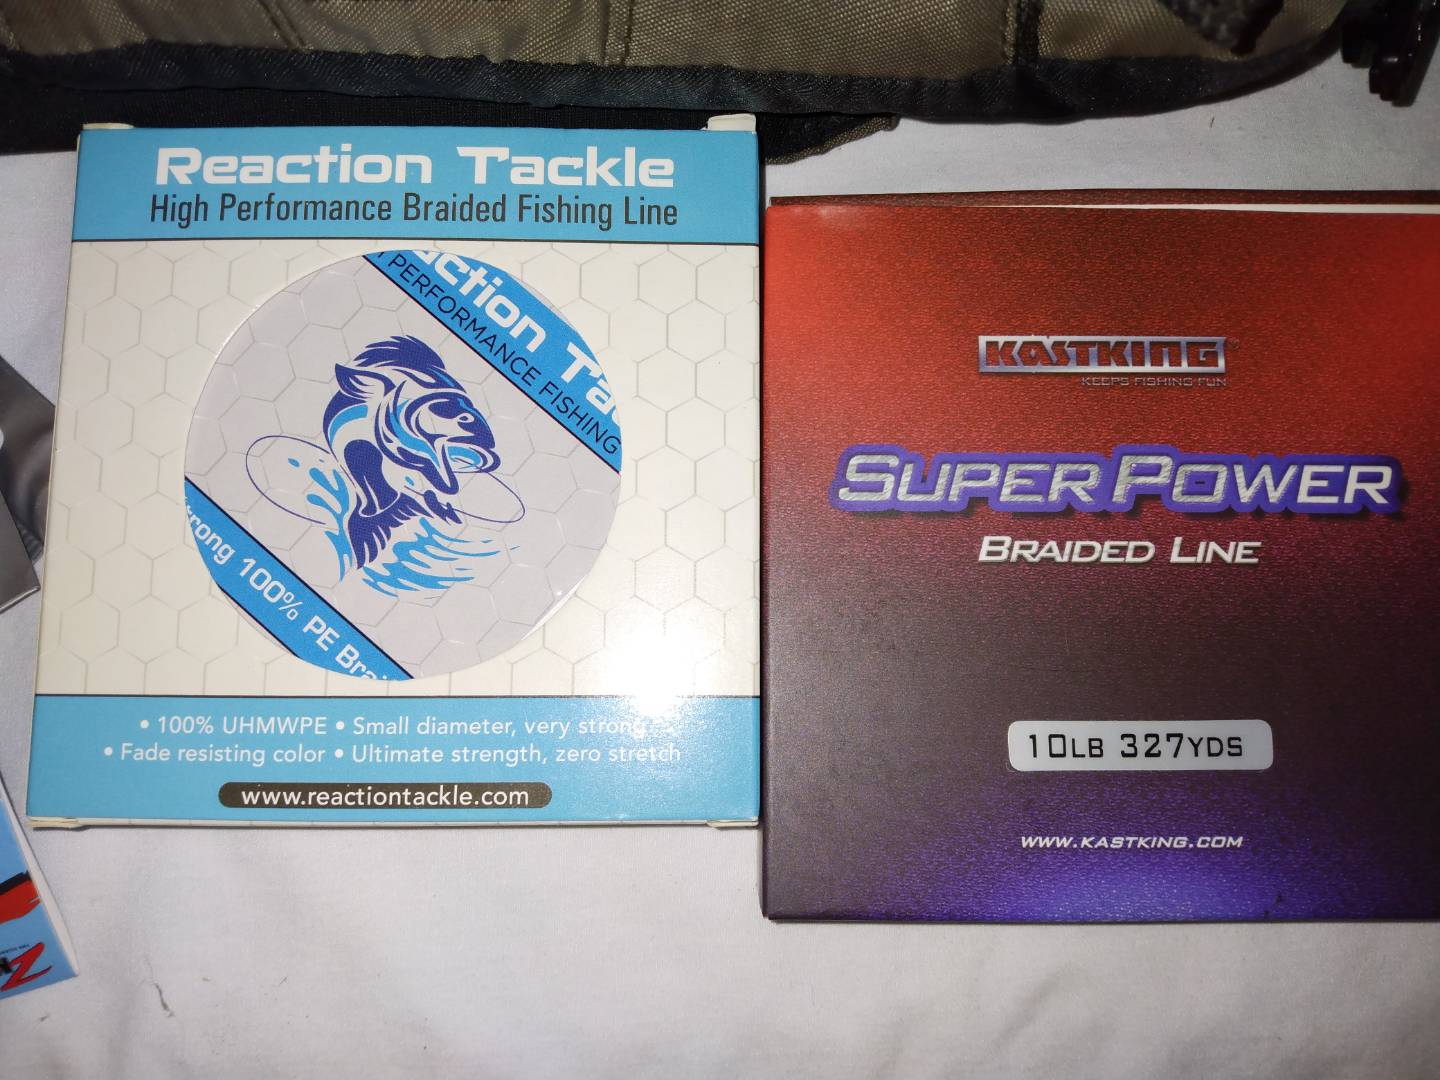 Reaction Tackle
High Performance Braided Fishing Line
ction Ta
PERFORMANCE FISHING
trong 100% PE Brai
• 100% UHMWPE • Small diameter, very strong
• Fade resisting color • Ultimate strength, zero stretch
www.reactiontackle.com
KASTKING®
KEEPS FISHING FUN
SUPER POWER
BRAIDED LINE
10LB 327YDS
WWW.KASTKING.COM